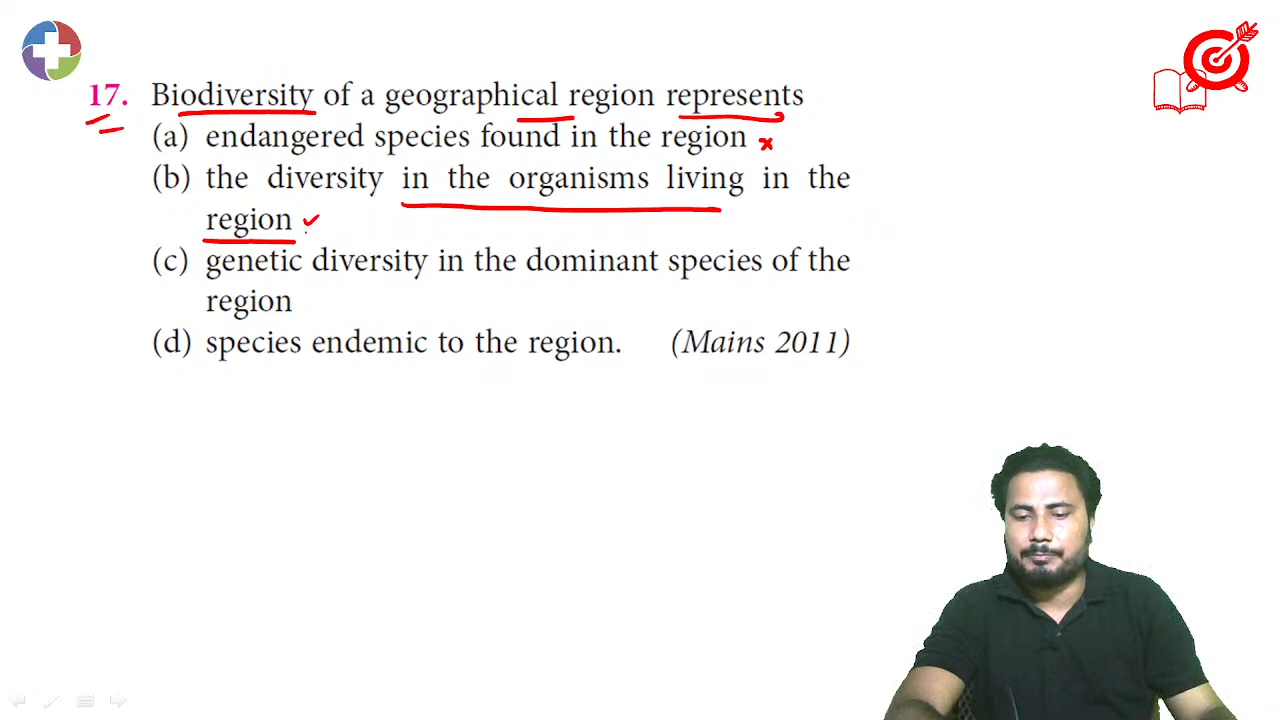 17. Biodiversity of a geographical region represents
(a) endangered species found in the region
(b) the diversity in the organisms living in the
region
(c) genetic diversity in the dominant species of the
region
(d) species endemic to the region. (Mains 2011)